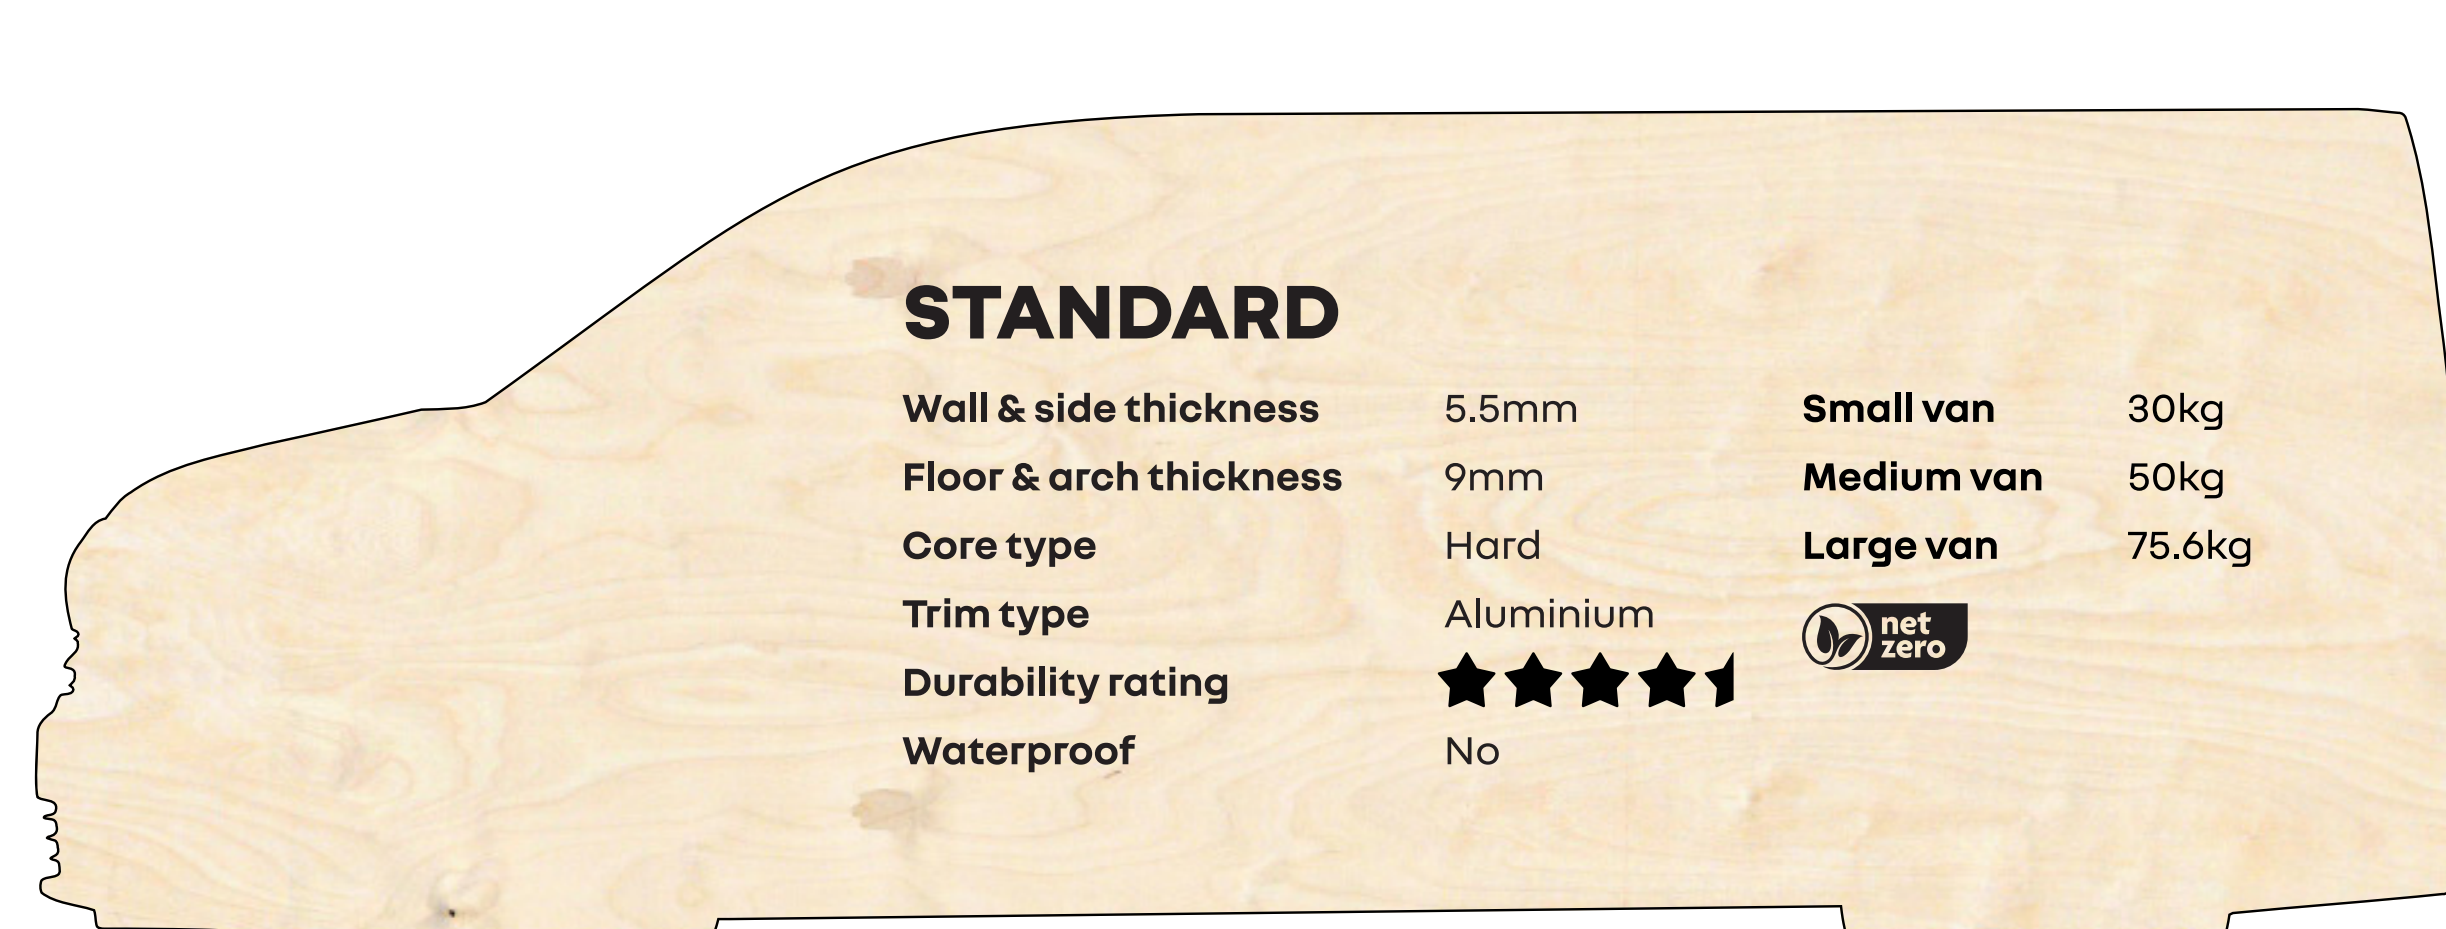 STANDARD
Wall & side thickness 5.5mm
Floor & arch thickness 9mm
Core type Hard
Trim type Aluminium
Durability rating
Waterproof No
Small van 30kg
Medium van 50kg
Large van 75.6kg
net
zero